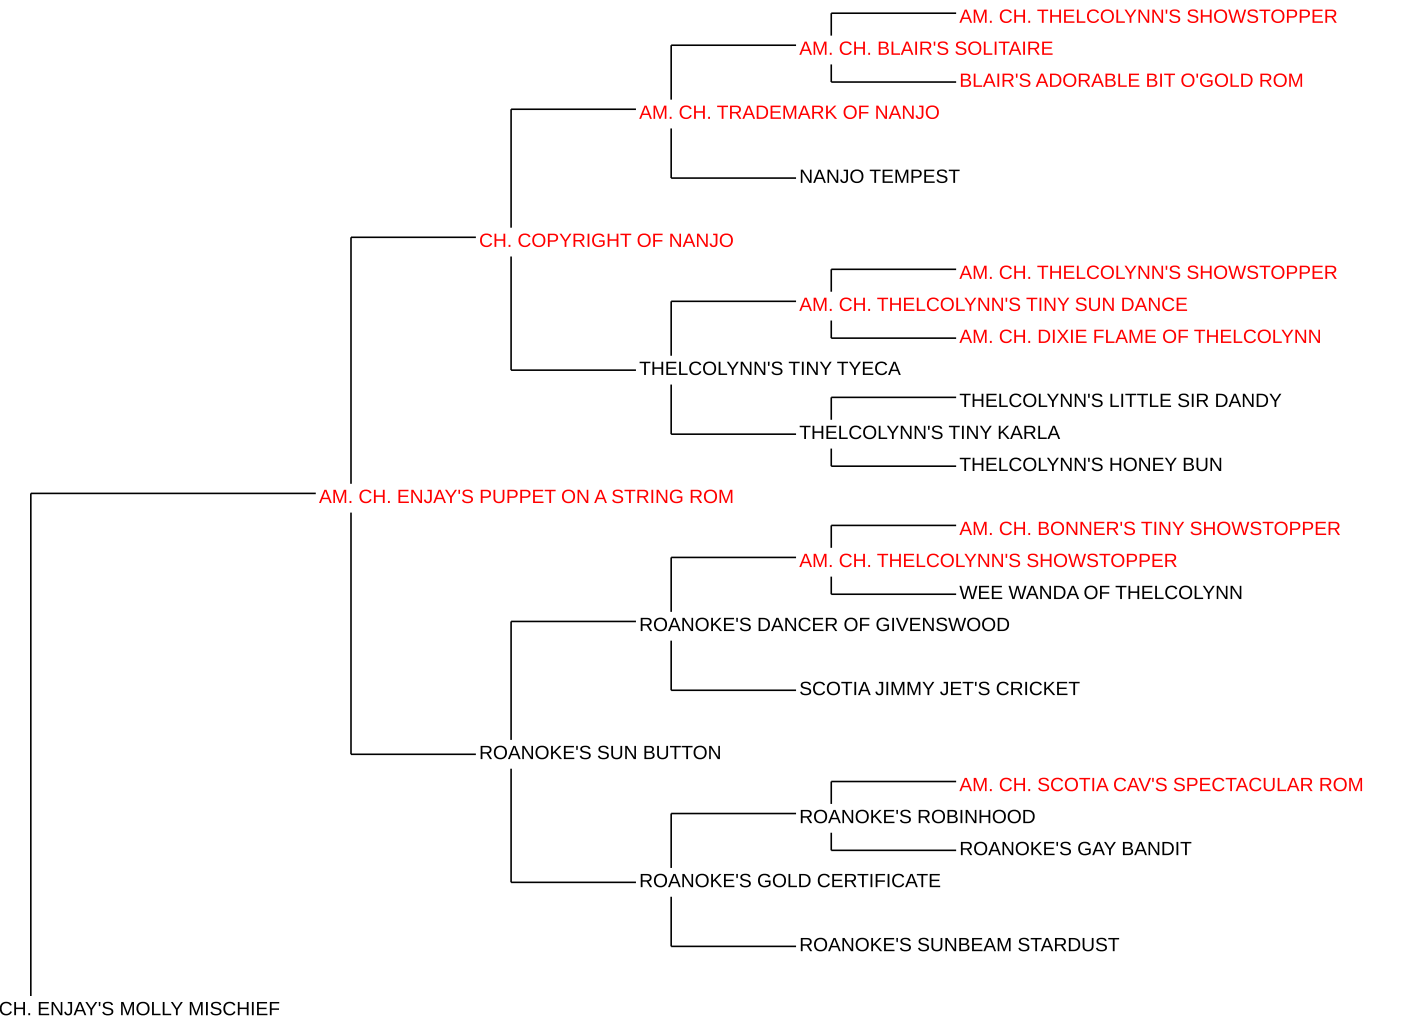 AM. CH. THELCOLYNN'S SHOWSTOPPER
AM. CH. BLAIR'S SOLITAIRE
BLAIR'S ADORABLE BIT O'GOLD ROM
AM. CH. TRADEMARK OF NANJO
NANJO TEMPEST
CH. COPYRIGHT OF NANJO
AM. CH. THELCOLYNN'S SHOWSTOPPER
AM. CH. THELCOLYNN'S TINY SUN DANCE
AM. CH. DIXIE FLAME OF THELCOLYNN
THELCOLYNN'S TINY TYECA
THELCOLYNN'S LITTLE SIR DANDY
THELCOLYNN'S TINY KARLA
THELCOLYNN'S HONEY BUN
AM. CH. ENJAY'S PUPPET ON A STRING ROM
AM. CH. BONNER'S TINY SHOWSTOPPER
AM. CH. THELCOLYNN'S SHOWSTOPPER
WEE WANDA OF THELCOLYNN
ROANOKE'S DANCER OF GIVENSWOOD
SCOTIA JIMMY JET'S CRICKET
ROANOKE'S SUN BUTTON
AM. CH. SCOTIA CAV'S SPECTACULAR ROM
ROANOKE'S ROBINHOOD
ROANOKE'S GAY BANDIT
ROANOKE'S GOLD CERTIFICATE
ROANOKE'S SUNBEAM STARDUST
CH. ENJAY'S MOLLY MISCHIEF